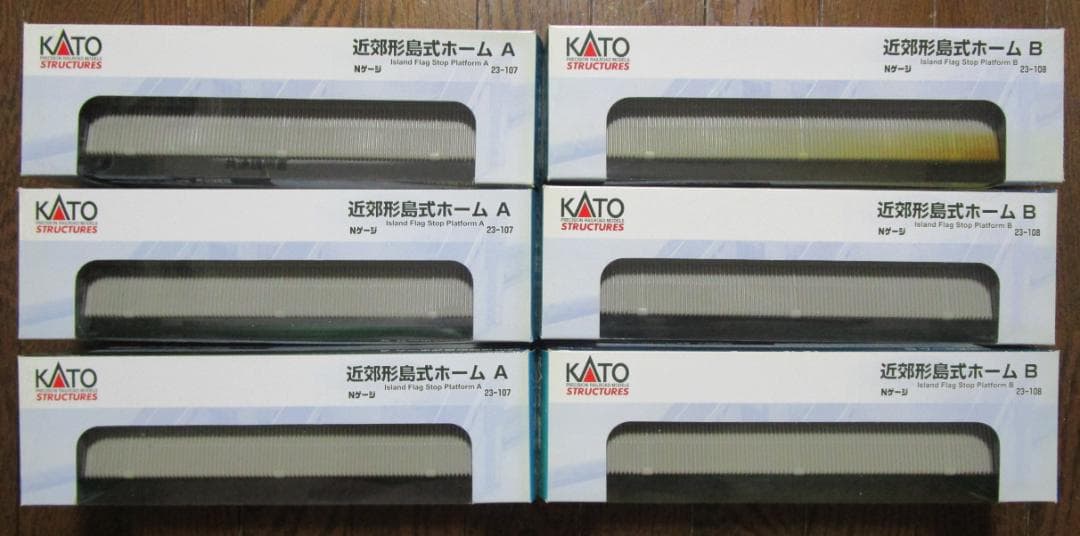 KATO
PRECISION RAILROAD MODELS
STRUCTURES
近郊形島式ホーム A
Island Flag Stop Platform A
Nゲージ 23-107
KATO
PRECISION RAILROAD MODELS
STRUCTURES
近郊形島式ホーム B
Island Flag Stop Platform B
Nゲージ 23-108
KATO
PRECISION RAILROAD MODELS
STRUCTURES
近郊形島式ホーム A
Island Flag Stop Platform A
Nゲージ 23-107
KATO
PRECISION RAILROAD MODELS
STRUCTURES
近郊形島式ホーム B
Island Flag Stop Platform B
Nゲージ 23-108
KATO
PRECISION RAILROAD MODELS
STRUCTURES
近郊形島式ホーム A
Island Flag Stop Platform A
Nゲージ 23-107
KATO
PRECISION RAILROAD MODELS
STRUCTURES
近郊形島式ホーム B
Island Flag Stop Platform B
Nゲージ 23-108